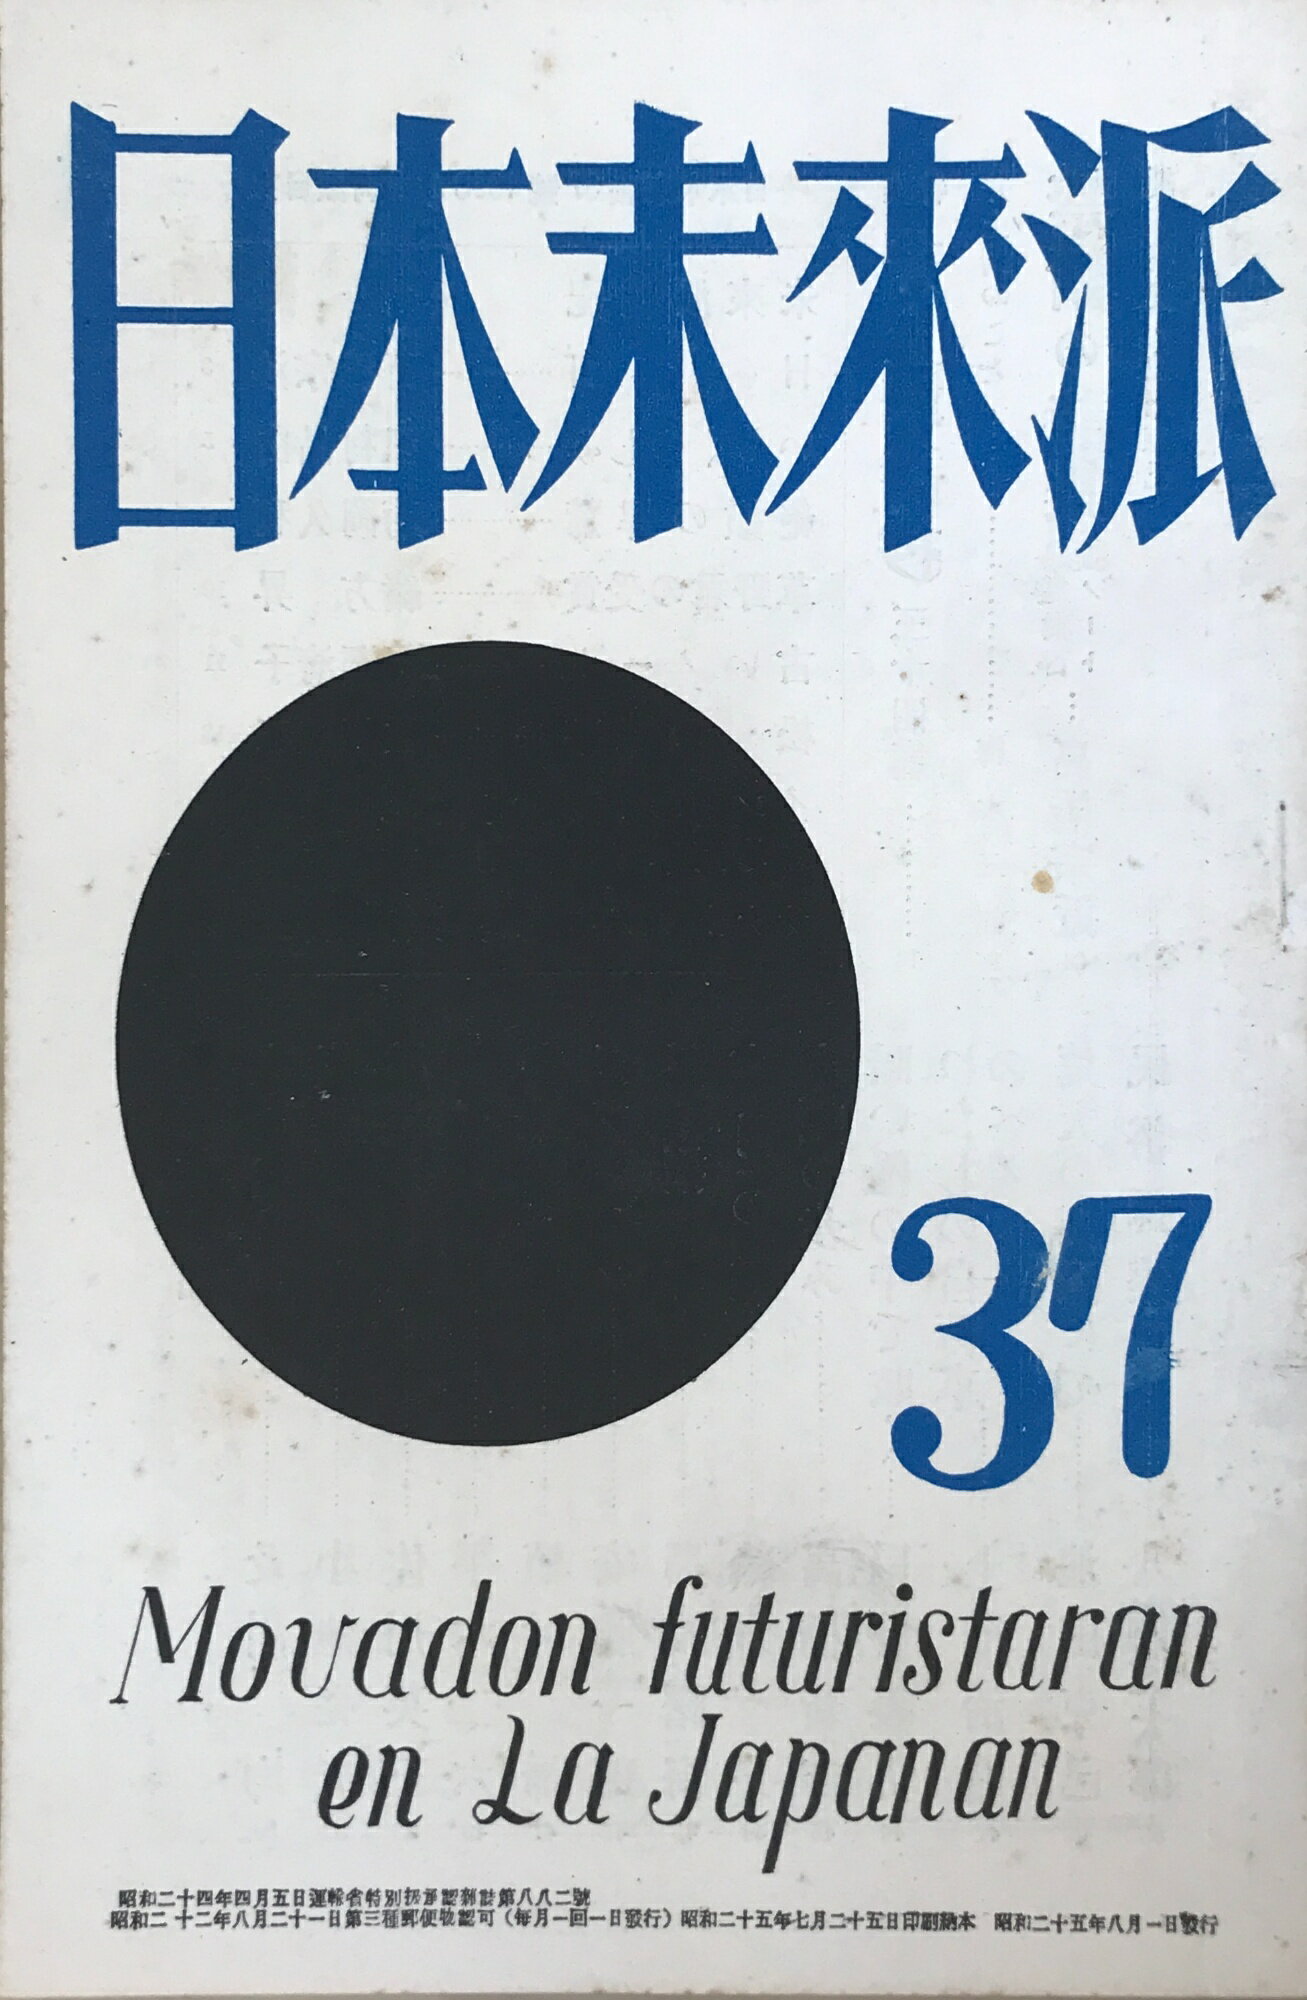 日本未來派
37
Movadon futuristaran
en La Japanan
昭和二十四年四月五日運輸省特別扱承認雜誌第八八二號
昭和二十二年八月二十一日第三種郵便物認可（毎月一回一日發行）昭和二十五年七月二十五日印刷納本　昭和二十五年八月一日發行